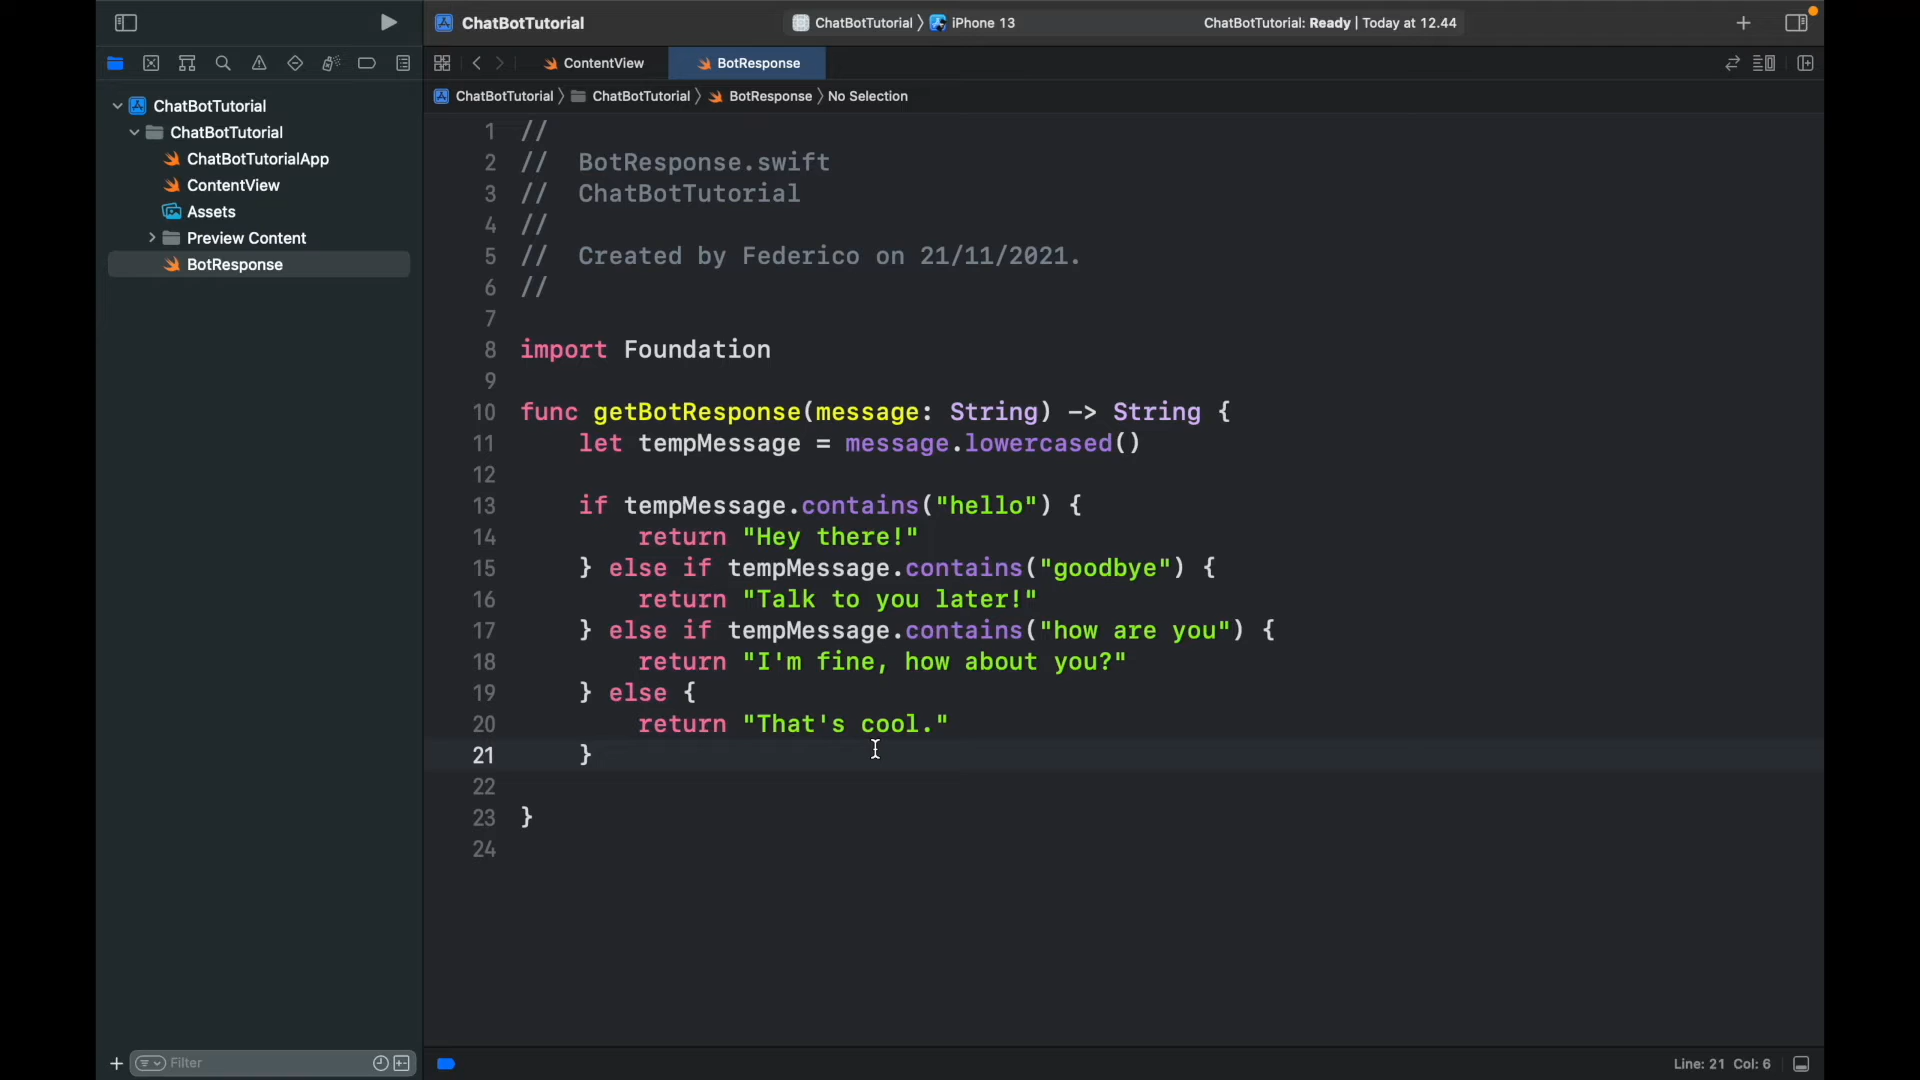 ChatBotTutorial
ChatBotTutorial 〉 iPhone 13
ChatBotTutorial: Ready | Today at 12.44
ContentView
BotResponse
ChatBotTutorial 〉 ChatBotTutorial 〉 BotResponse 〉 No Selection
ChatBotTutorial
ChatBotTutorial
ChatBotTutorialApp
ContentView
Assets
Preview Content
BotResponse
1 //
2 //  BotResponse.swift
3 //  ChatBotTutorial
4 //
5 //  Created by Federico on 21/11/2021.
6 //
7
8 import Foundation
9
10 func getBotResponse(message: String) -> String {
11     let tempMessage = message.lowercased()
12
13     if tempMessage.contains("hello") {
14         return "Hey there!"
15     } else if tempMessage.contains("goodbye") {
16         return "Talk to you later!"
17     } else if tempMessage.contains("how are you") {
18         return "I'm fine, how about you?"
19     } else {
20         return "That's cool."
21     }
22
23 }
24
Filter
Line: 21 Col: 6